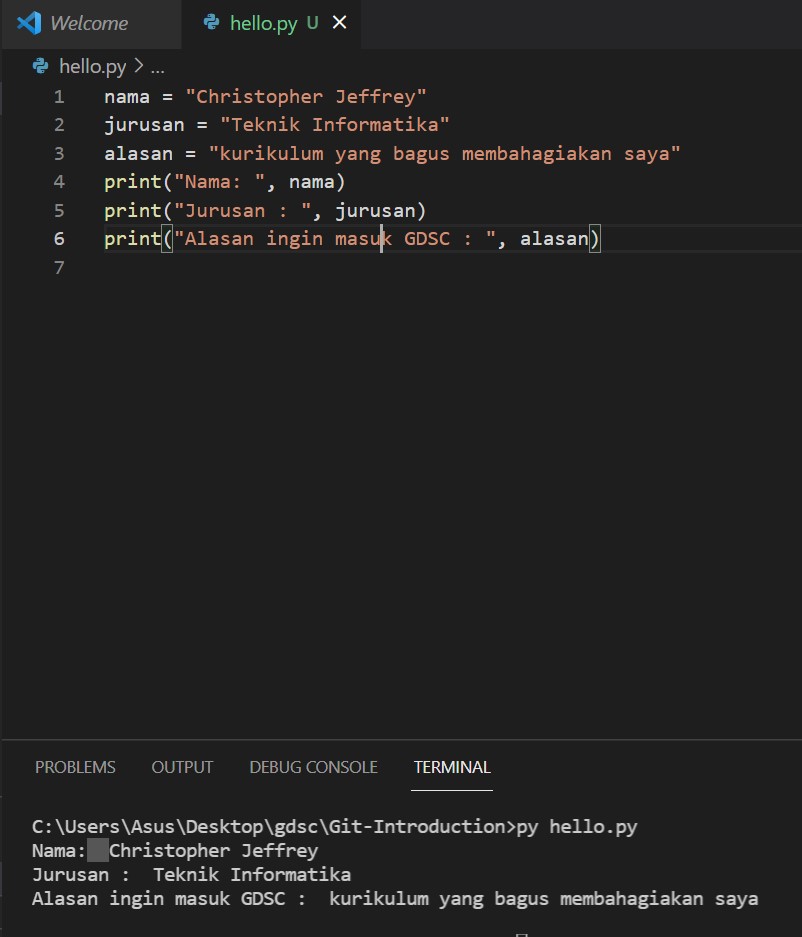 Welcome
hello.py U
hello.py > ...
1 nama = "Christopher Jeffrey"
2 jurusan = "Teknik Informatika"
3 alasan = "kurikulum yang bagus membahagiakan saya"
4 print("Nama: ", nama)
5 print("Jurusan : ", jurusan)
6 print("Alasan ingin masuk GDSC : ", alasan)
7
PROBLEMS OUTPUT DEBUG CONSOLE TERMINAL
C:\Users\Asus\Desktop\gdsc\Git-Introduction>py hello.py
Nama:  Christopher Jeffrey
Jurusan :  Teknik Informatika
Alasan ingin masuk GDSC :  kurikulum yang bagus membahagiakan saya